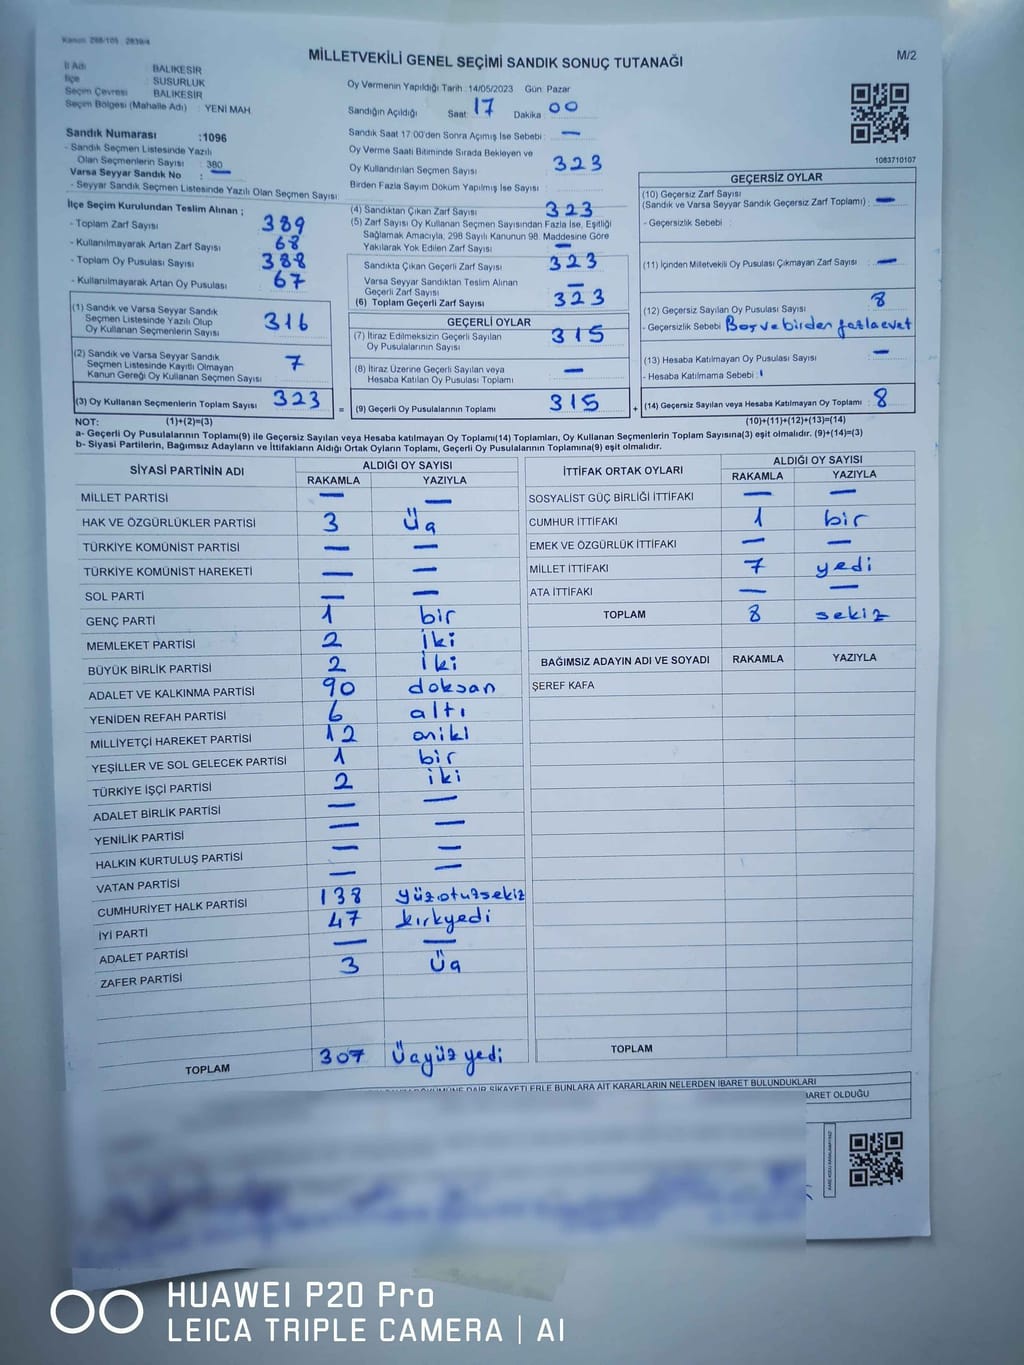 Kanun: 298/105 : 2839/4
MİLLETVEKİLİ GENEL SEÇİMİ SANDIK SONUÇ TUTANAĞI
M/2
İl Adı : BALIKESİR
İlçe : SUSURLUK
Seçim Çevresi : BALIKESİR
Seçim Bölgesi (Mahalle Adı) : YENİ MAH.
Sandık Numarası :1096
- Sandık Seçmen Listesinde Yazılı
Olan Seçmenlerin Sayısı : 380
Varsa Seyyar Sandık No : —
- Seyyar Sandık Seçmen Listesinde Yazılı Olan Seçmen Sayısı :
İlçe Seçim Kurulundan Teslim Alınan ;
- Toplam Zarf Sayısı 389
- Kullanılmayarak Artan Zarf Sayısı 68
- Toplam Oy Pusulası Sayısı 388
- Kullanılmayarak Artan Oy Pusulası 67
(1) Sandık ve Varsa Seyyar Sandık
Seçmen Listesinde Yazılı Olup
Oy Kullanan Seçmenlerin Sayısı 316
(2) Sandık ve Varsa Seyyar Sandık
Seçmen Listesinde Kayıtlı Olmayan
Kanun Gereği Oy Kullanan Seçmen Sayısı 7
(3) Oy Kullanan Seçmenlerin Toplam Sayısı 323
Oy Vermenin Yapıldığı Tarih : 14/05/2023 Gün: Pazar
Sandığın Açıldığı Saat: 17 Dakika : 00
Sandık Saat 17:00'den Sonra Açımış İse Sebebi : —
Oy Verme Saati Bitiminde Sırada Bekleyen ve
Oy Kullandırılan Seçmen Sayısı : 323
Birden Fazla Sayım Döküm Yapılmış İse Sayısı :
(4) Sandıktan Çıkan Zarf Sayısı : 323
(5) Zarf Sayısı Oy Kullanan Seçmen Sayısından Fazla İse, Eşitliği
Sağlamak Amacıyla; 298 Sayılı Kanunun 98. Maddesine Göre
Yakılarak Yok Edilen Zarf Sayısı : —
Sandıkta Çıkan Geçerli Zarf Sayısı : 323
Varsa Seyyar Sandıktan Teslim Alınan
Geçerli Zarf Sayısı : —
(6) Toplam Geçerli Zarf Sayısı : 323
GEÇERLİ OYLAR
(7) İtiraz Edilmeksizin Geçerli Sayılan
Oy Pusulalarının Sayısı : 315
(8) İtiraz Üzerine Geçerli Sayılan veya
Hesaba Katılan Oy Pusulası Toplamı : —
= (9) Geçerli Oy Pusulalarının Toplamı : 315 +
1083710107
GEÇERSİZ OYLAR
(10) Geçersiz Zarf Sayısı
(Sandık ve Varsa Seyyar Sandık Geçersiz Zarf Toplamı) : —
- Geçersizlik Sebebi :
(11) İçinden Milletvekili Oy Pusulası Çıkmayan Zarf Sayısı : —
(12) Geçersiz Sayılan Oy Pusulası Sayısı : 8
- Geçersizlik Sebebi : Boş ve birden fazla evet
(13) Hesaba Katılmayan Oy Pusulası Sayısı : —
- Hesaba Katılmama Sebebi :
(14) Geçersiz Sayılan veya Hesaba Katılmayan Oy Toplamı : 8
NOT: (1)+(2)=(3) (10)+(11)+(12)+(13)=(14)
a- Geçerli Oy Pusulalarının Toplamı(9) ile Geçersiz Sayılan veya Hesaba katılmayan Oy Toplamı(14) Toplamları, Oy Kullanan Seçmenlerin Toplam Sayısına(3) eşit olmalıdır. (9)+(14)=(3)
b- Siyasi Partilerin, Bağımsız Adayların ve İttifakların Aldığı Ortak Oyların Toplamı, Geçerli Oy Pusulalarının Toplamına(9) eşit olmalıdır.
SİYASİ PARTİNİN ADI ALDIĞI OY SAYISI
RAKAMLA YAZIYLA
MİLLET PARTİSİ — —
HAK VE ÖZGÜRLÜKLER PARTİSİ 3 Üç
TÜRKİYE KOMÜNİST PARTİSİ — —
TÜRKİYE KOMÜNİST HAREKETİ — —
SOL PARTİ — —
GENÇ PARTİ 1 bir
MEMLEKET PARTİSİ 2 iki
BÜYÜK BİRLİK PARTİSİ 2 iki
ADALET VE KALKINMA PARTİSİ 90 doksan
YENİDEN REFAH PARTİSİ 6 altı
MİLLİYETÇİ HAREKET PARTİSİ 12 oniki
YEŞİLLER VE SOL GELECEK PARTİSİ 1 bir
TÜRKİYE İŞÇİ PARTİSİ 2 iki
ADALET BİRLİK PARTİSİ — —
YENİLİK PARTİSİ — —
HALKIN KURTULUŞ PARTİSİ — —
VATAN PARTİSİ — —
CUMHURİYET HALK PARTİSİ 138 yüzotuzsekiz
İYİ PARTİ 47 kırkyedi
ADALET PARTİSİ — —
ZAFER PARTİSİ 3 Üç
TOPLAM 307 Üçyüz yedi
İTTİFAK ORTAK OYLARI ALDIĞI OY SAYISI
RAKAMLA YAZIYLA
SOSYALİST GÜÇ BİRLİĞİ İTTİFAKI — —
CUMHUR İTTİFAKI 1 bir
EMEK VE ÖZGÜRLÜK İTTİFAKI — —
MİLLET İTTİFAKI 7 yedi
ATA İTTİFAKI — —
TOPLAM 8 sekiz
BAĞIMSIZ ADAYIN ADI VE SOYADI RAKAMLA YAZIYLA
ŞEREF KAFA
TOPLAM
DAİR ŞİKAYETLERLE BUNLARA AİT KARARLARIN NELERDEN İBARET BULUNDUKLARI
OLDUĞU
HUAWEI P20 Pro
LEICA TRIPLE CAMERA | AI